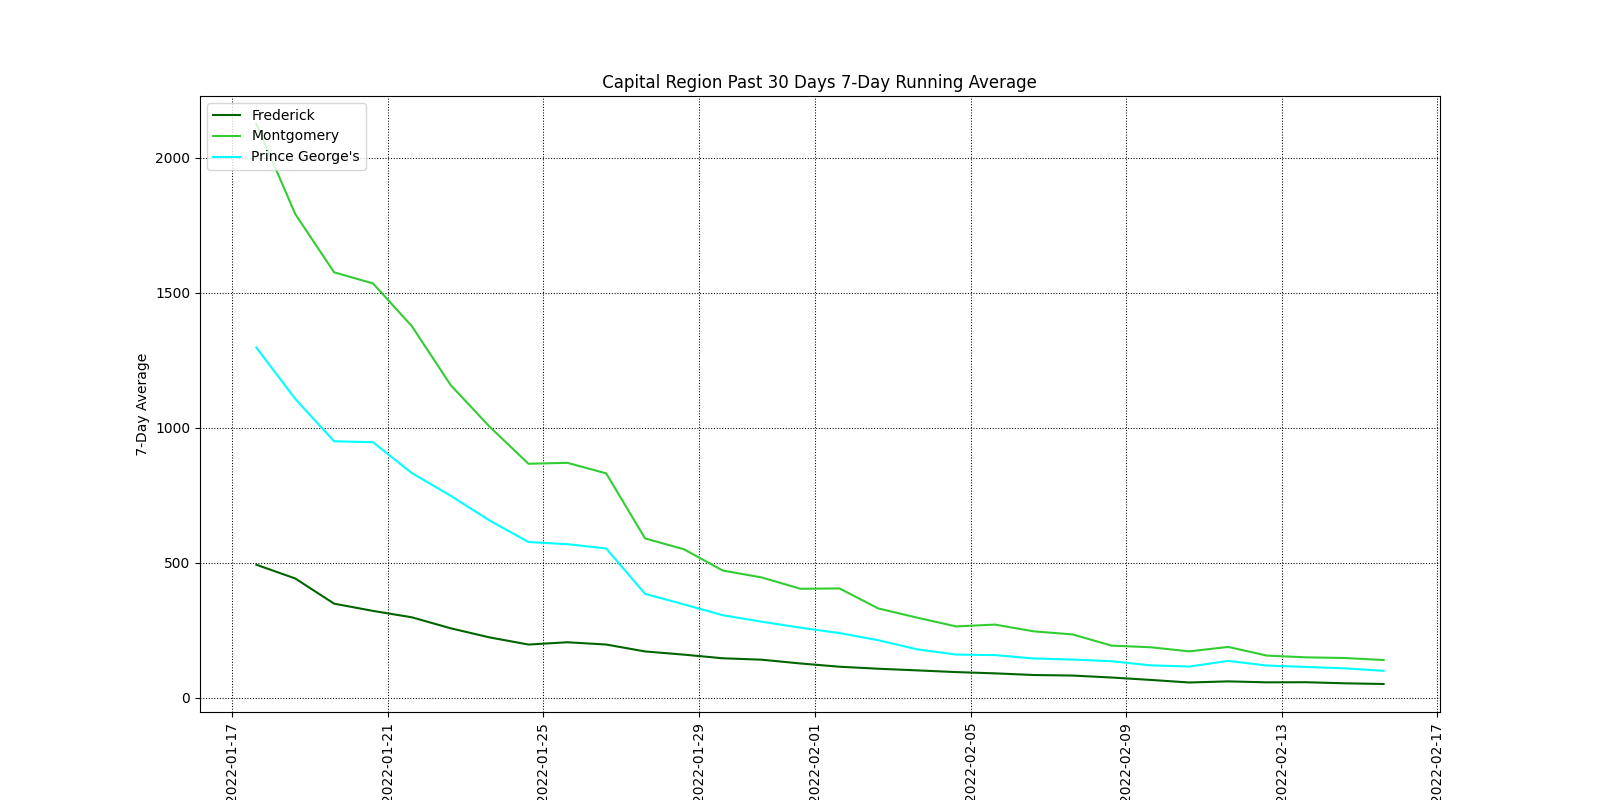 Capital Region Past 30 Days 7-Day Running Average
Frederick
Montgomery
Prince George's
2000
1500
1000
500
0
7-Day Average
2022-01-17
2022-01-21
2022-01-25
2022-01-29
2022-02-01
2022-02-05
2022-02-09
2022-02-13
2022-02-17